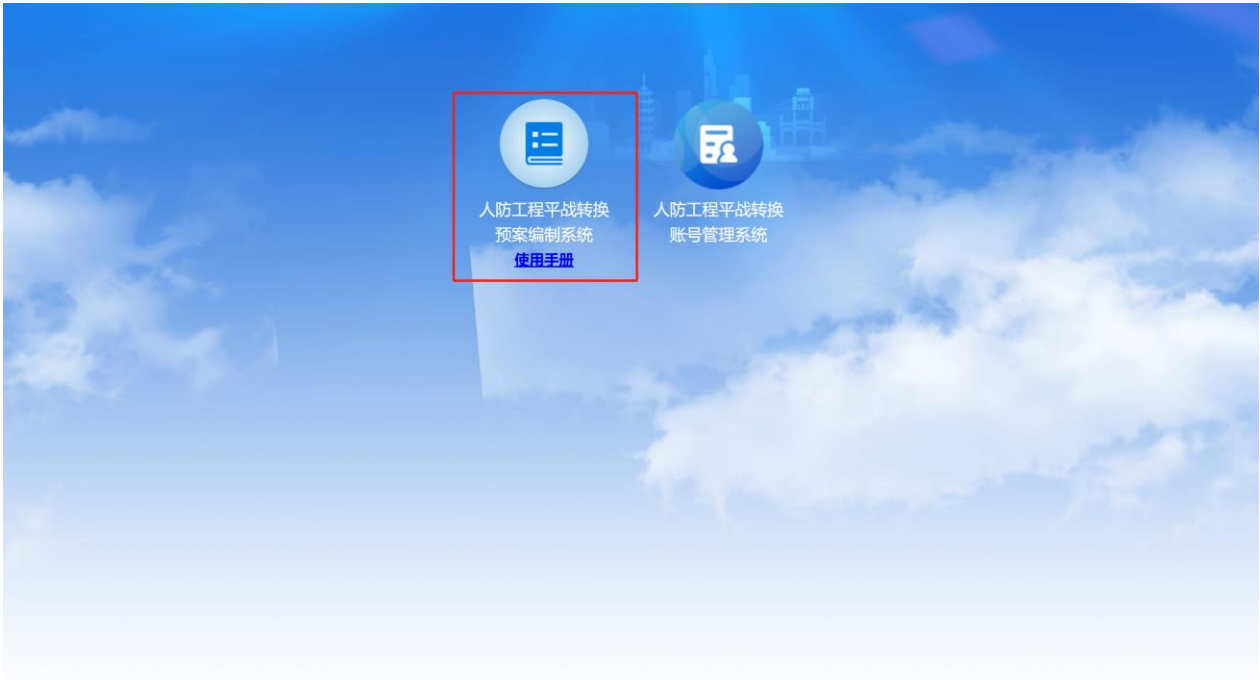 人防工程平战转换
预案编制系统
使用手册
人防工程平战转换
账号管理系统